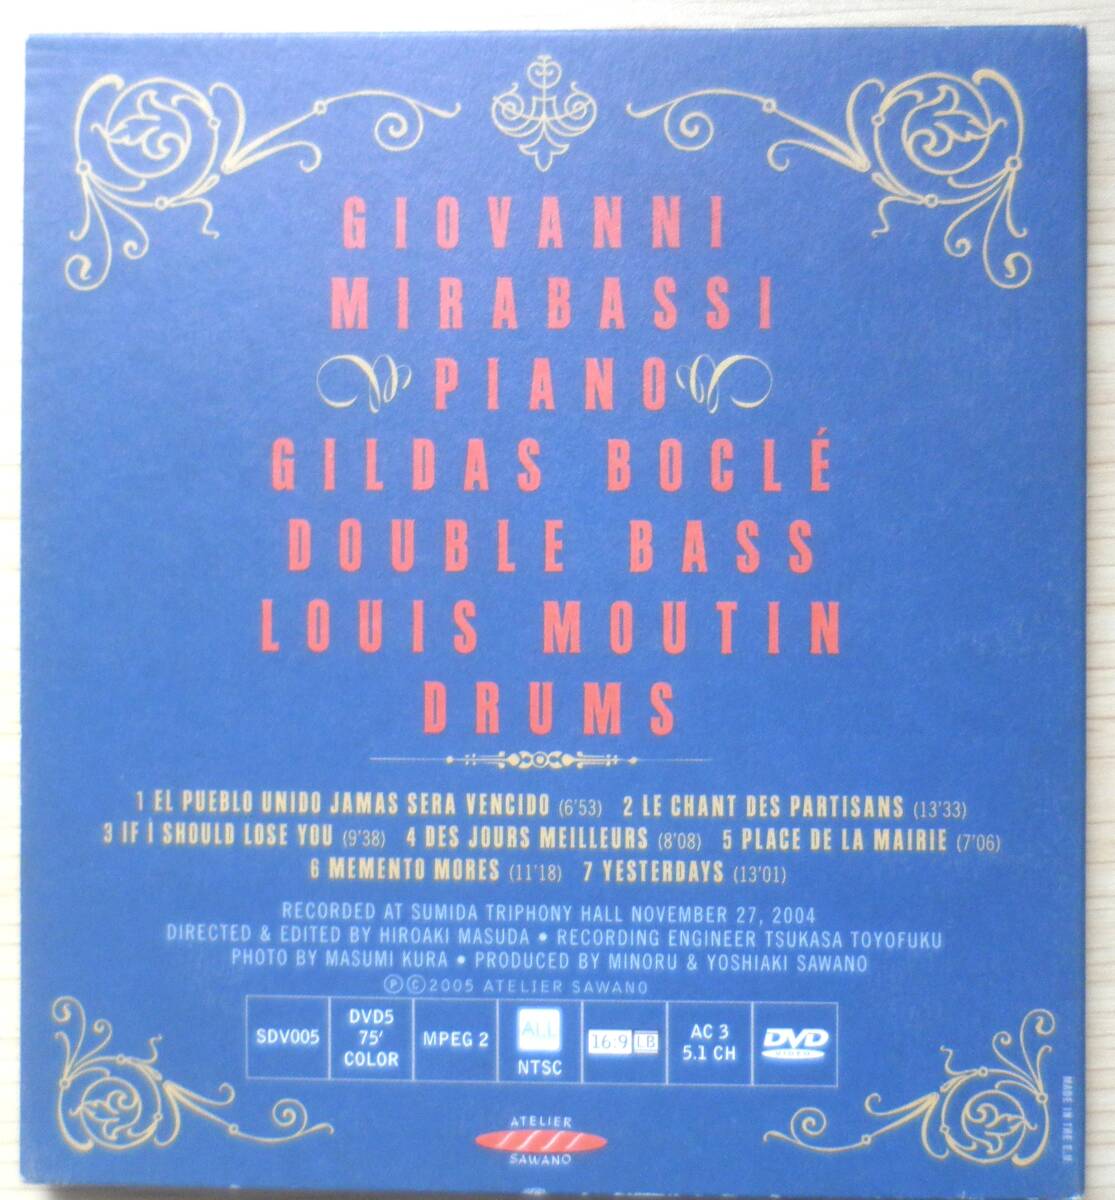 GIOVANNI
MIRABASSI
PIANO
GILDAS BOCLÉ
DOUBLE BASS
LOUIS MOUTIN
DRUMS
1 EL PUEBLO UNIDO JAMAS SERA VENCIDO (6'53) 2 LE CHANT DES PARTISANS (13'33)
3 IF I SHOULD LOSE YOU (9'38) 4 DES JOURS MEILLEURS (8'08) 5 PLACE DE LA MAIRIE (7'06)
6 MEMENTO MORES (11'18) 7 YESTERDAYS (13'01)
RECORDED AT SUMIDA TRIPHONY HALL NOVEMBER 27, 2004
DIRECTED & EDITED BY HIROAKI MASUDA • RECORDING ENGINEER TSUKASA TOYOFUKU
PHOTO BY MASUMI KURA • PRODUCED BY MINORU & YOSHIAKI SAWANO
Ⓟ©2005 ATELIER SAWANO
SDV005
DVD5
75'
COLOR
MPEG 2
ALL
NTSC
16:9 LB
AC 3
5.1 CH
DVD
VIDEO
ATELIER
SAWANO
MADE IN THE E.U.